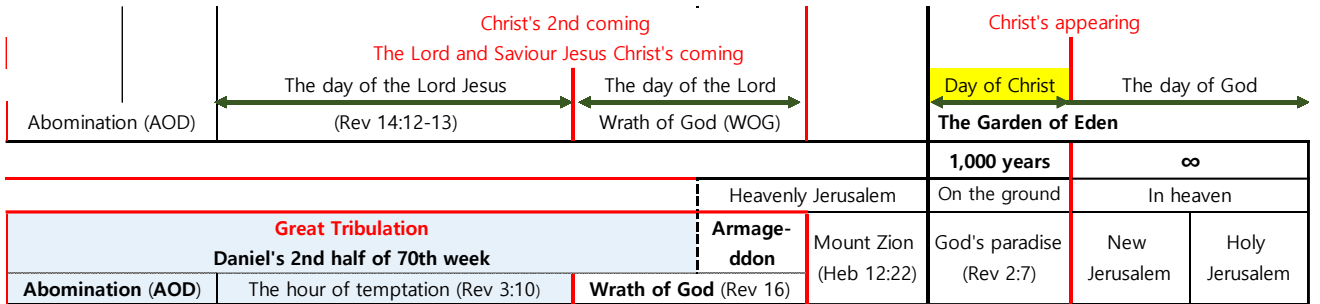 Christ's 2nd coming
Christ's appearing
The Lord and Saviour Jesus Christ's coming
The day of the Lord Jesus
The day of the Lord
Day of Christ
The day of God
Abomination (AOD)
(Rev 14:12-13)
Wrath of God (WOG)
The Garden of Eden
1,000 years
∞
Heavenly Jerusalem
On the ground
In heaven
Great Tribulation
Daniel's 2nd half of 70th week
Armage-
ddon
Mount Zion
(Heb 12:22)
God's paradise
(Rev 2:7)
New
Jerusalem
Holy
Jerusalem
Abomination (AOD)
The hour of temptation (Rev 3:10)
Wrath of God (Rev 16)